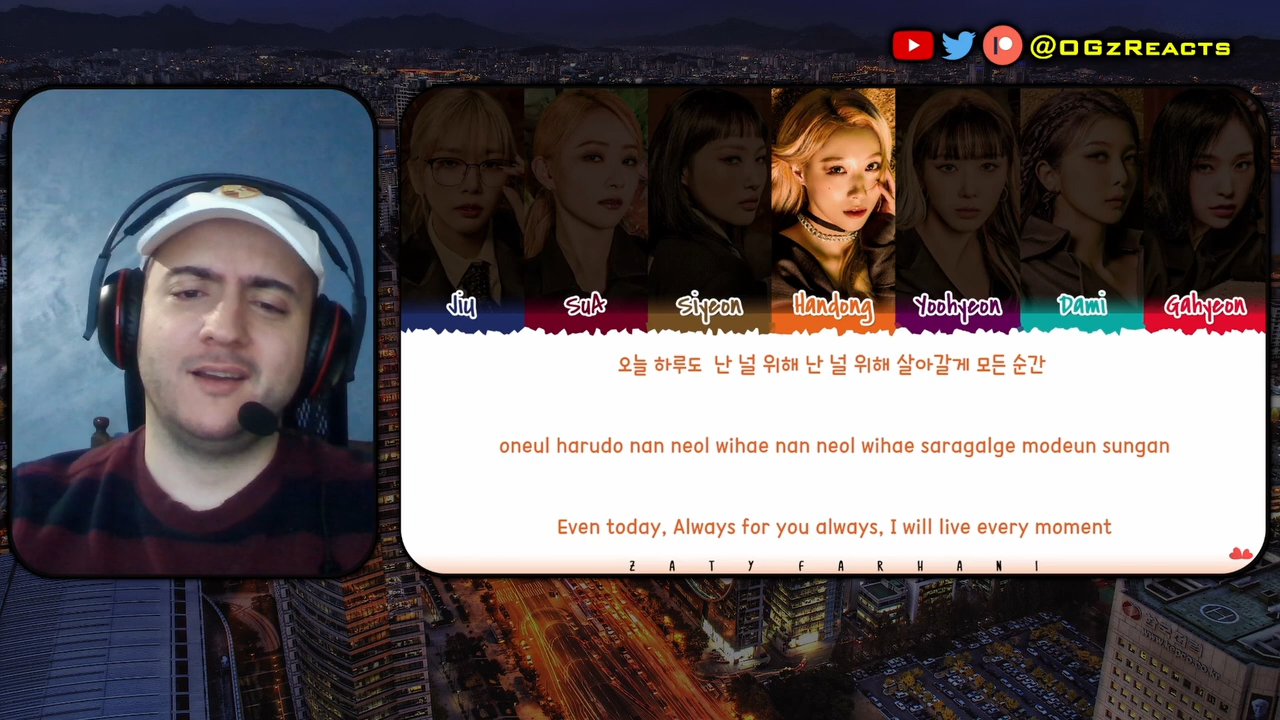 @OGzReacts
Jiu SuA Siyeon Handong Yoohyeon Dami Gahyeon
오늘 하루도 난 널 위해 난 널 위해 살아갈게 모든 순간
oneul harudo nan neol wihae nan neol wihae saragalge modeun sungan
Even today, Always for you always, I will live every moment
ZATY FARHANI